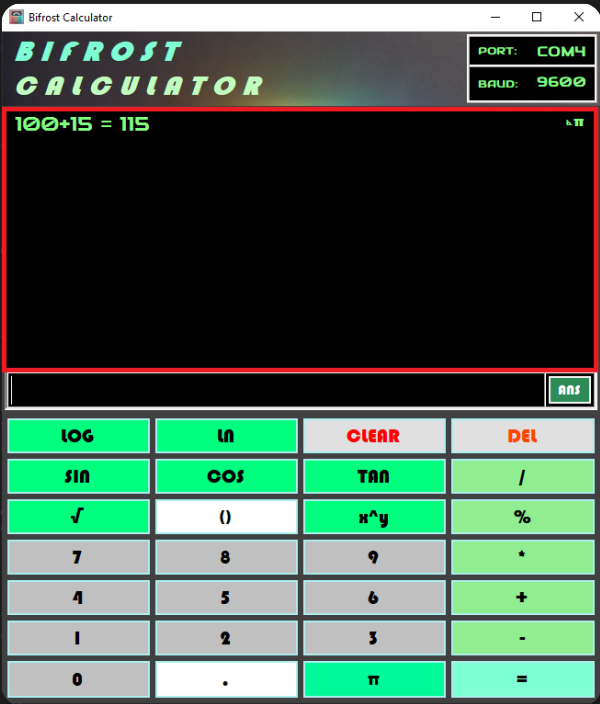 Bifrost Calculator
BIFROST
CALCULATOR
PORT: COM4
BAUD: 9600
100+15 = 115
π
ans
LOG LN CLEAR DEL
SIN COS TAN /
√ () x^y %
7 8 9 *
4 5 6 +
1 2 3 -
0 . π =